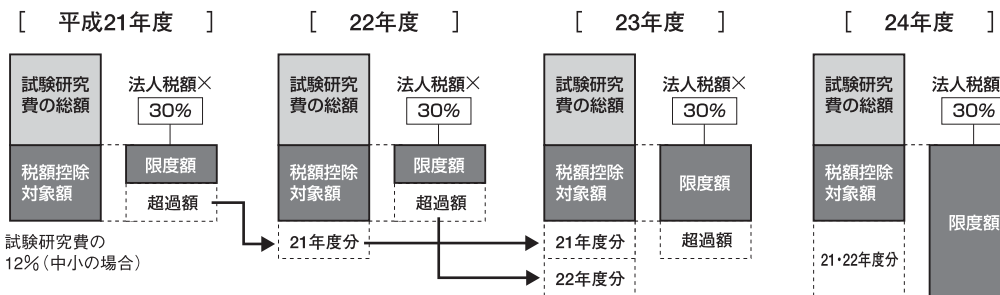 [ 平成21年度 ]
試験研究
費の総額
法人税額×
30%
税額控除
対象額
限度額
超過額
試験研究費の
12%(中小の場合)
[ 22年度 ]
試験研究
費の総額
法人税額×
30%
税額控除
対象額
限度額
超過額
21年度分
[ 23年度 ]
試験研究
費の総額
法人税額×
30%
税額控除
対象額
限度額
超過額
21年度分
22年度分
[ 24年度 ]
試験研究
費の総額
法人税額
30%
税額控除
対象額
限度額
21・22年度分